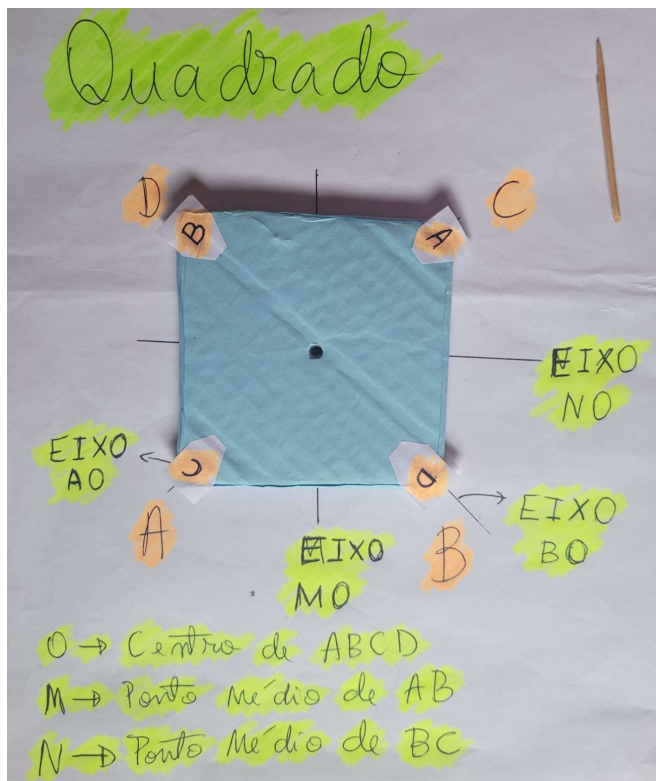 Quadrado
D
C
B
A
EIXO
NO
EIXO
AO
C
D
EIXO
BO
A
B
EIXO
MO
O → Centro de ABCD
M → Ponto Médio de AB
N → Ponto Médio de BC